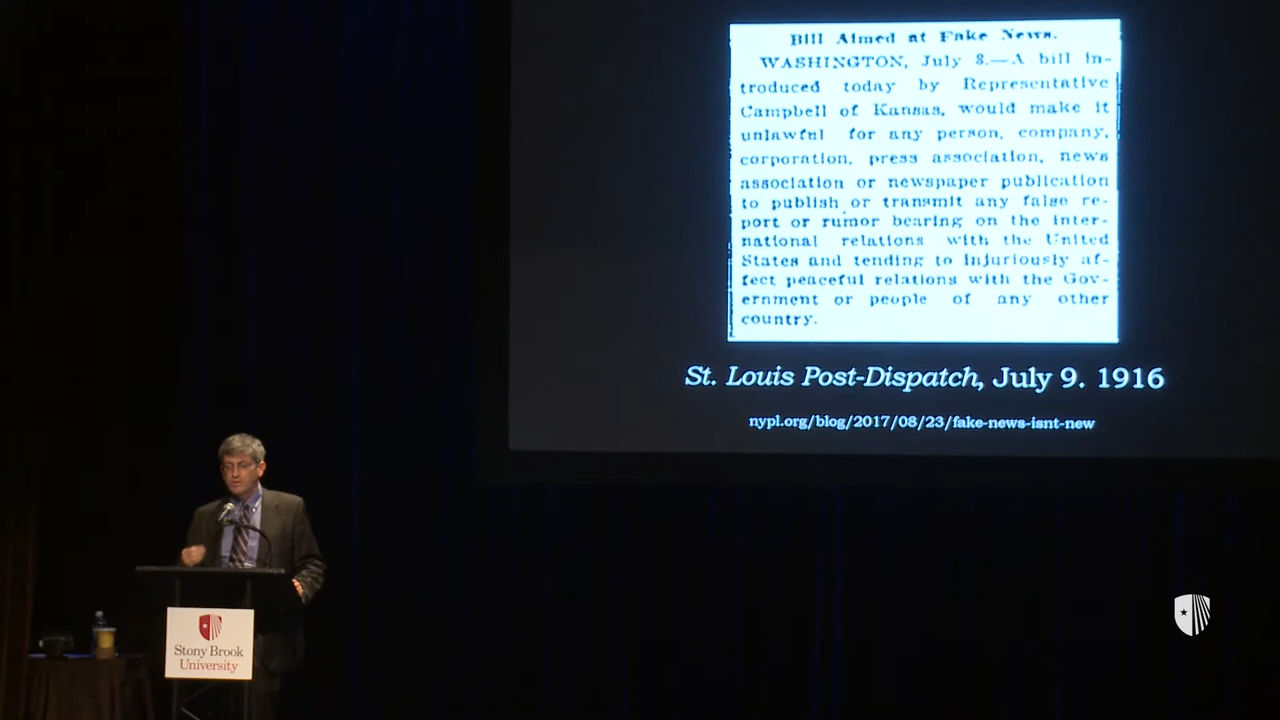 Bill Aimed at Fake News.
WASHINGTON, July 8.—A bill in-
troduced today by Representative
Campbell of Kansas, would make it
unlawful for any person, company,
corporation, press association, news
association or newspaper publication
to publish or transmit any false re-
port or rumor bearing on the inter-
national relations with the United
States and tending to injuriously af-
fect peaceful relations with the Gov-
ernment or people of any other
country.
St. Louis Post-Dispatch, July 9. 1916
nypl.org/blog/2017/08/23/fake-news-isnt-new
Stony Brook
University